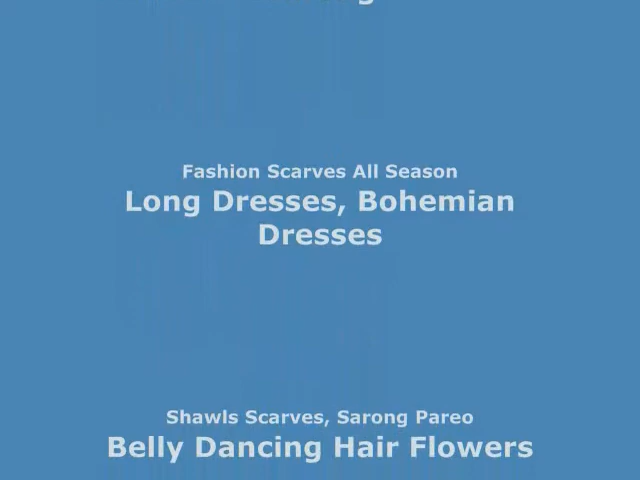 Fashion Scarves All Season
Long Dresses, Bohemian
Dresses
Shawls Scarves, Sarong Pareo
Belly Dancing Hair Flowers